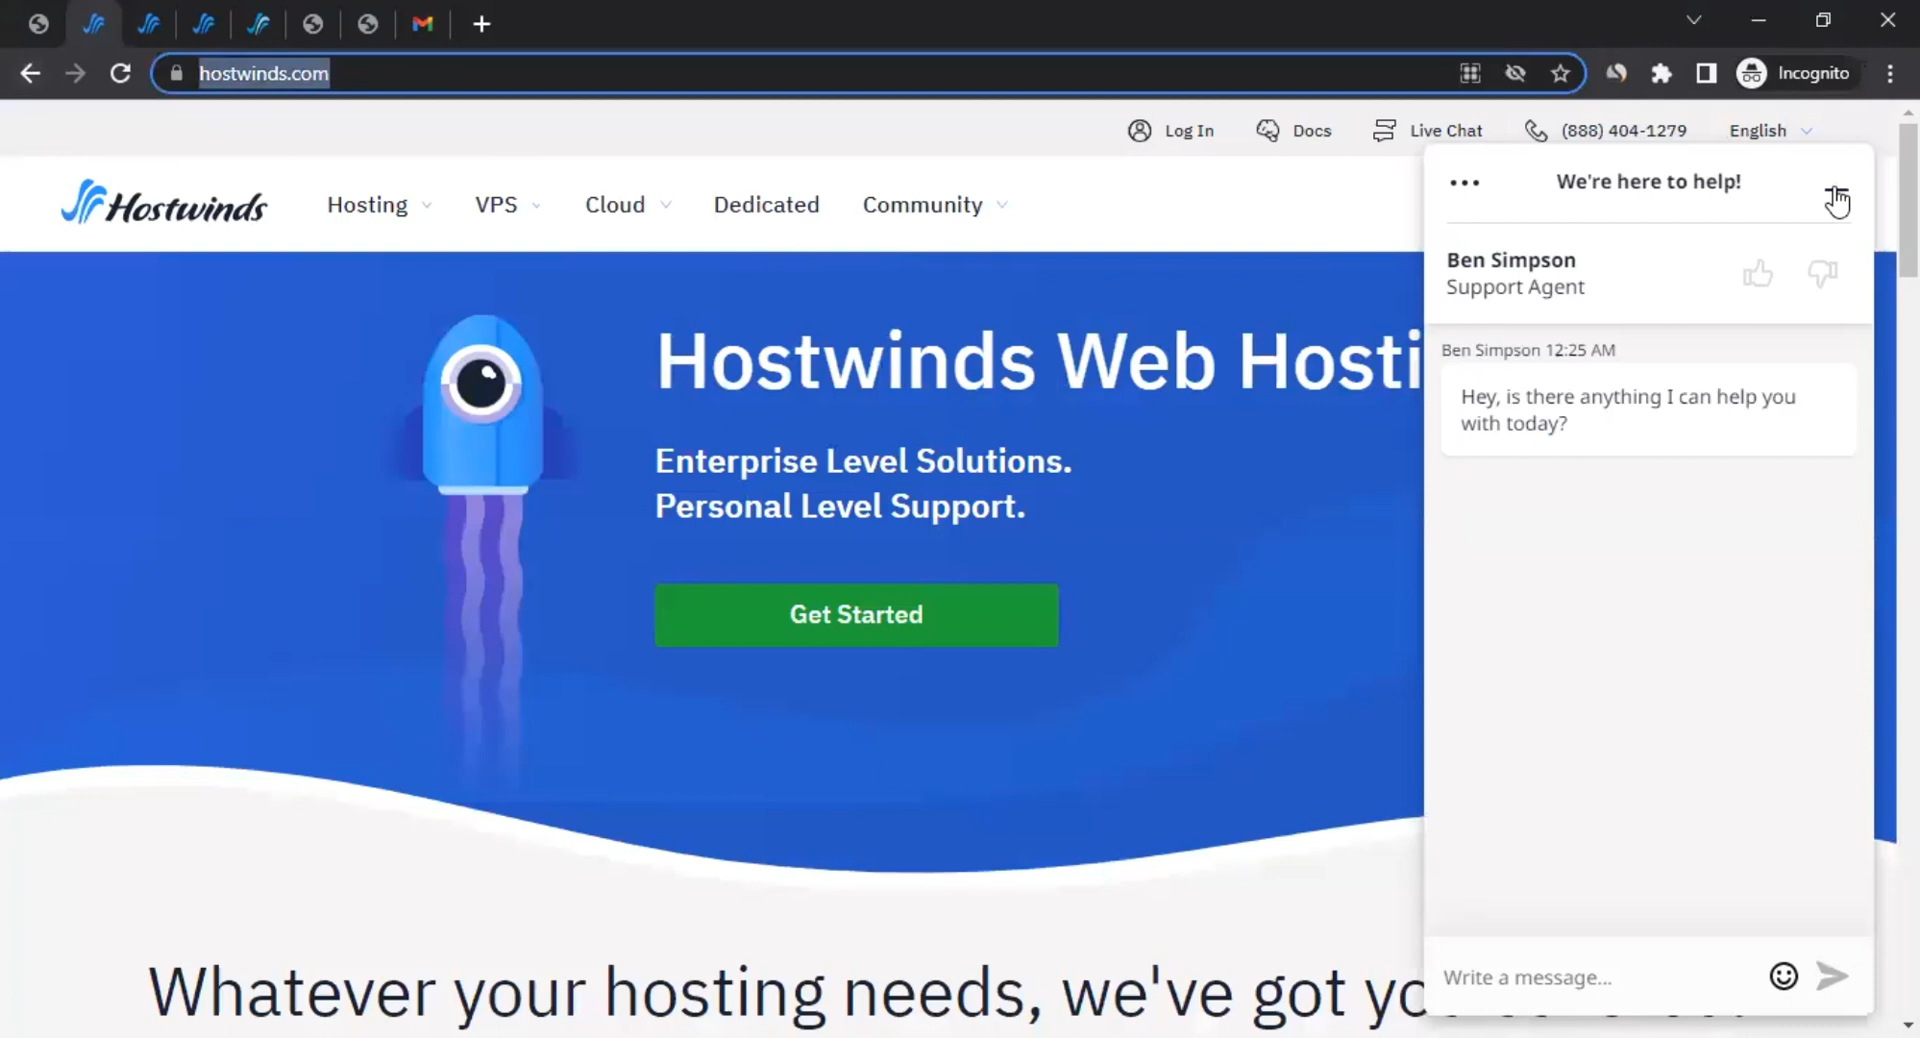 hostwinds.com
Incognito
Log In
Docs
Live Chat
(888) 404-1279
English
Hostwinds
Hosting
VPS
Cloud
Dedicated
Community
Hostwinds Web Hosti
Enterprise Level Solutions.
Personal Level Support.
Get Started
Whatever your hosting needs, we've got yo
We're here to help!
Ben Simpson
Support Agent
Ben Simpson 12:25 AM
Hey, is there anything I can help you
with today?
Write a message...